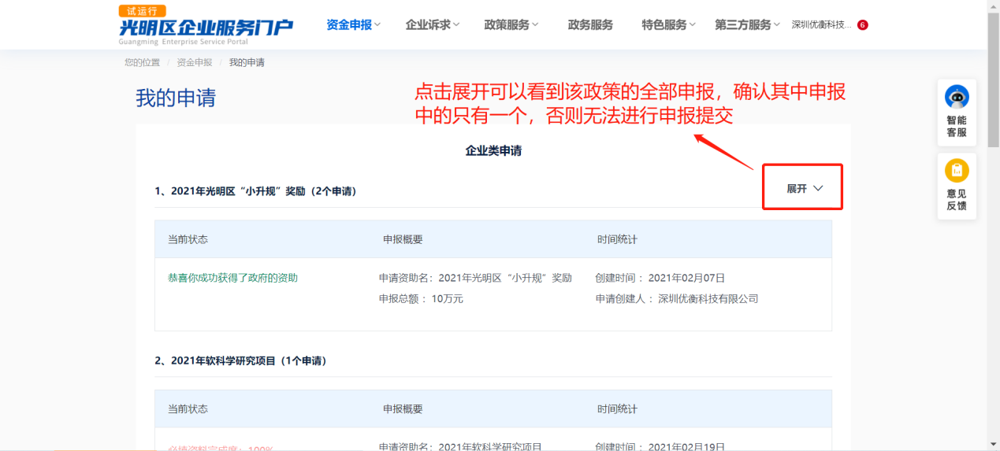 试运行
光明区企业服务门户
Guangming Enterprise Service Portal
资金申报 企业诉求 政策服务 政务服务 特色服务 第三方服务 深圳优衡科技... 6
您的位置 / 资金申报 / 我的申请
我的申请
点击展开可以看到该政策的全部申报，确认其中申报
中的只有一个，否则无法进行申报提交
智能
客服
意见
反馈
企业类申请
1、2021年光明区“小升规”奖励（2个申请）
展开
当前状态 申报概要 时间统计
恭喜你成功获得了政府的资助 申请资助名：2021年光明区“小升规”奖励 创建时间 ：2021年02月07日
申报总额 ：10万元 申请创建人 ：深圳优衡科技有限公司
2、2021年软科学研究项目（1个申请）
当前状态 申报概要 时间统计
必填资料完成度：100% 申请资助名：2021年软科学研究项目 创建时间 ：2021年02月19日